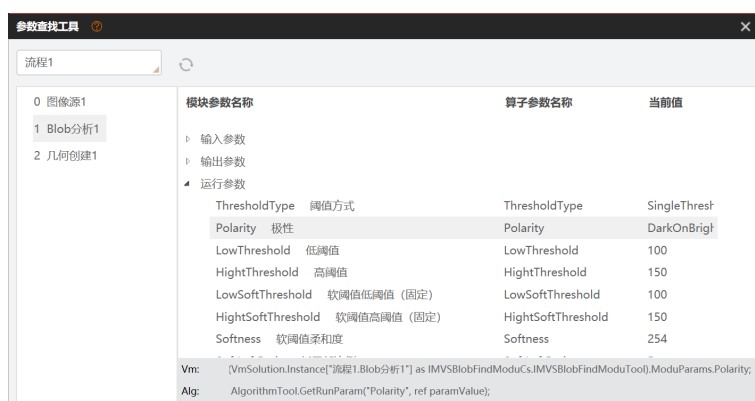 参数查找工具
流程1
0 图像源1
1 Blob分析1
2 几何创建1
模块参数名称 算子参数名称 当前值
输入参数
输出参数
运行参数
ThresholdType 阈值方式 ThresholdType SingleThresh
Polarity 极性 Polarity DarkOnBrigh
LowThreshold 低阈值 LowThreshold 100
HightThreshold 高阈值 HightThreshold 150
LowSoftThreshold 软阈值低阈值（固定） LowSoftThreshold 100
HightSoftThreshold 软阈值高阈值（固定） HightSoftThreshold 150
Softness 软阈值柔和度 Softness 254
Vm: (VmSolution.Instance["流程1.Blob分析1"] as IMVSBlobFindModuCs.IMVSBlobFindModuTool).ModuParams.Polarity;
Alg: AlgorithmTool.GetRunParam("Polarity", ref paramValue);